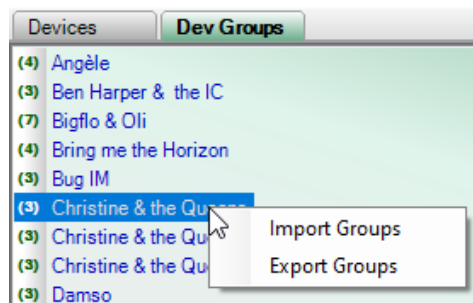 Devices Dev Groups
(4) Angèle
(3) Ben Harper & the IC
(7) Bigflo & Oli
(4) Bring me the Horizon
(3) Bug IM
(3) Christine & the Queens
(3) Christine & the Qu
Import Groups
(3) Christine & the Qu
Export Groups
(3) Damso